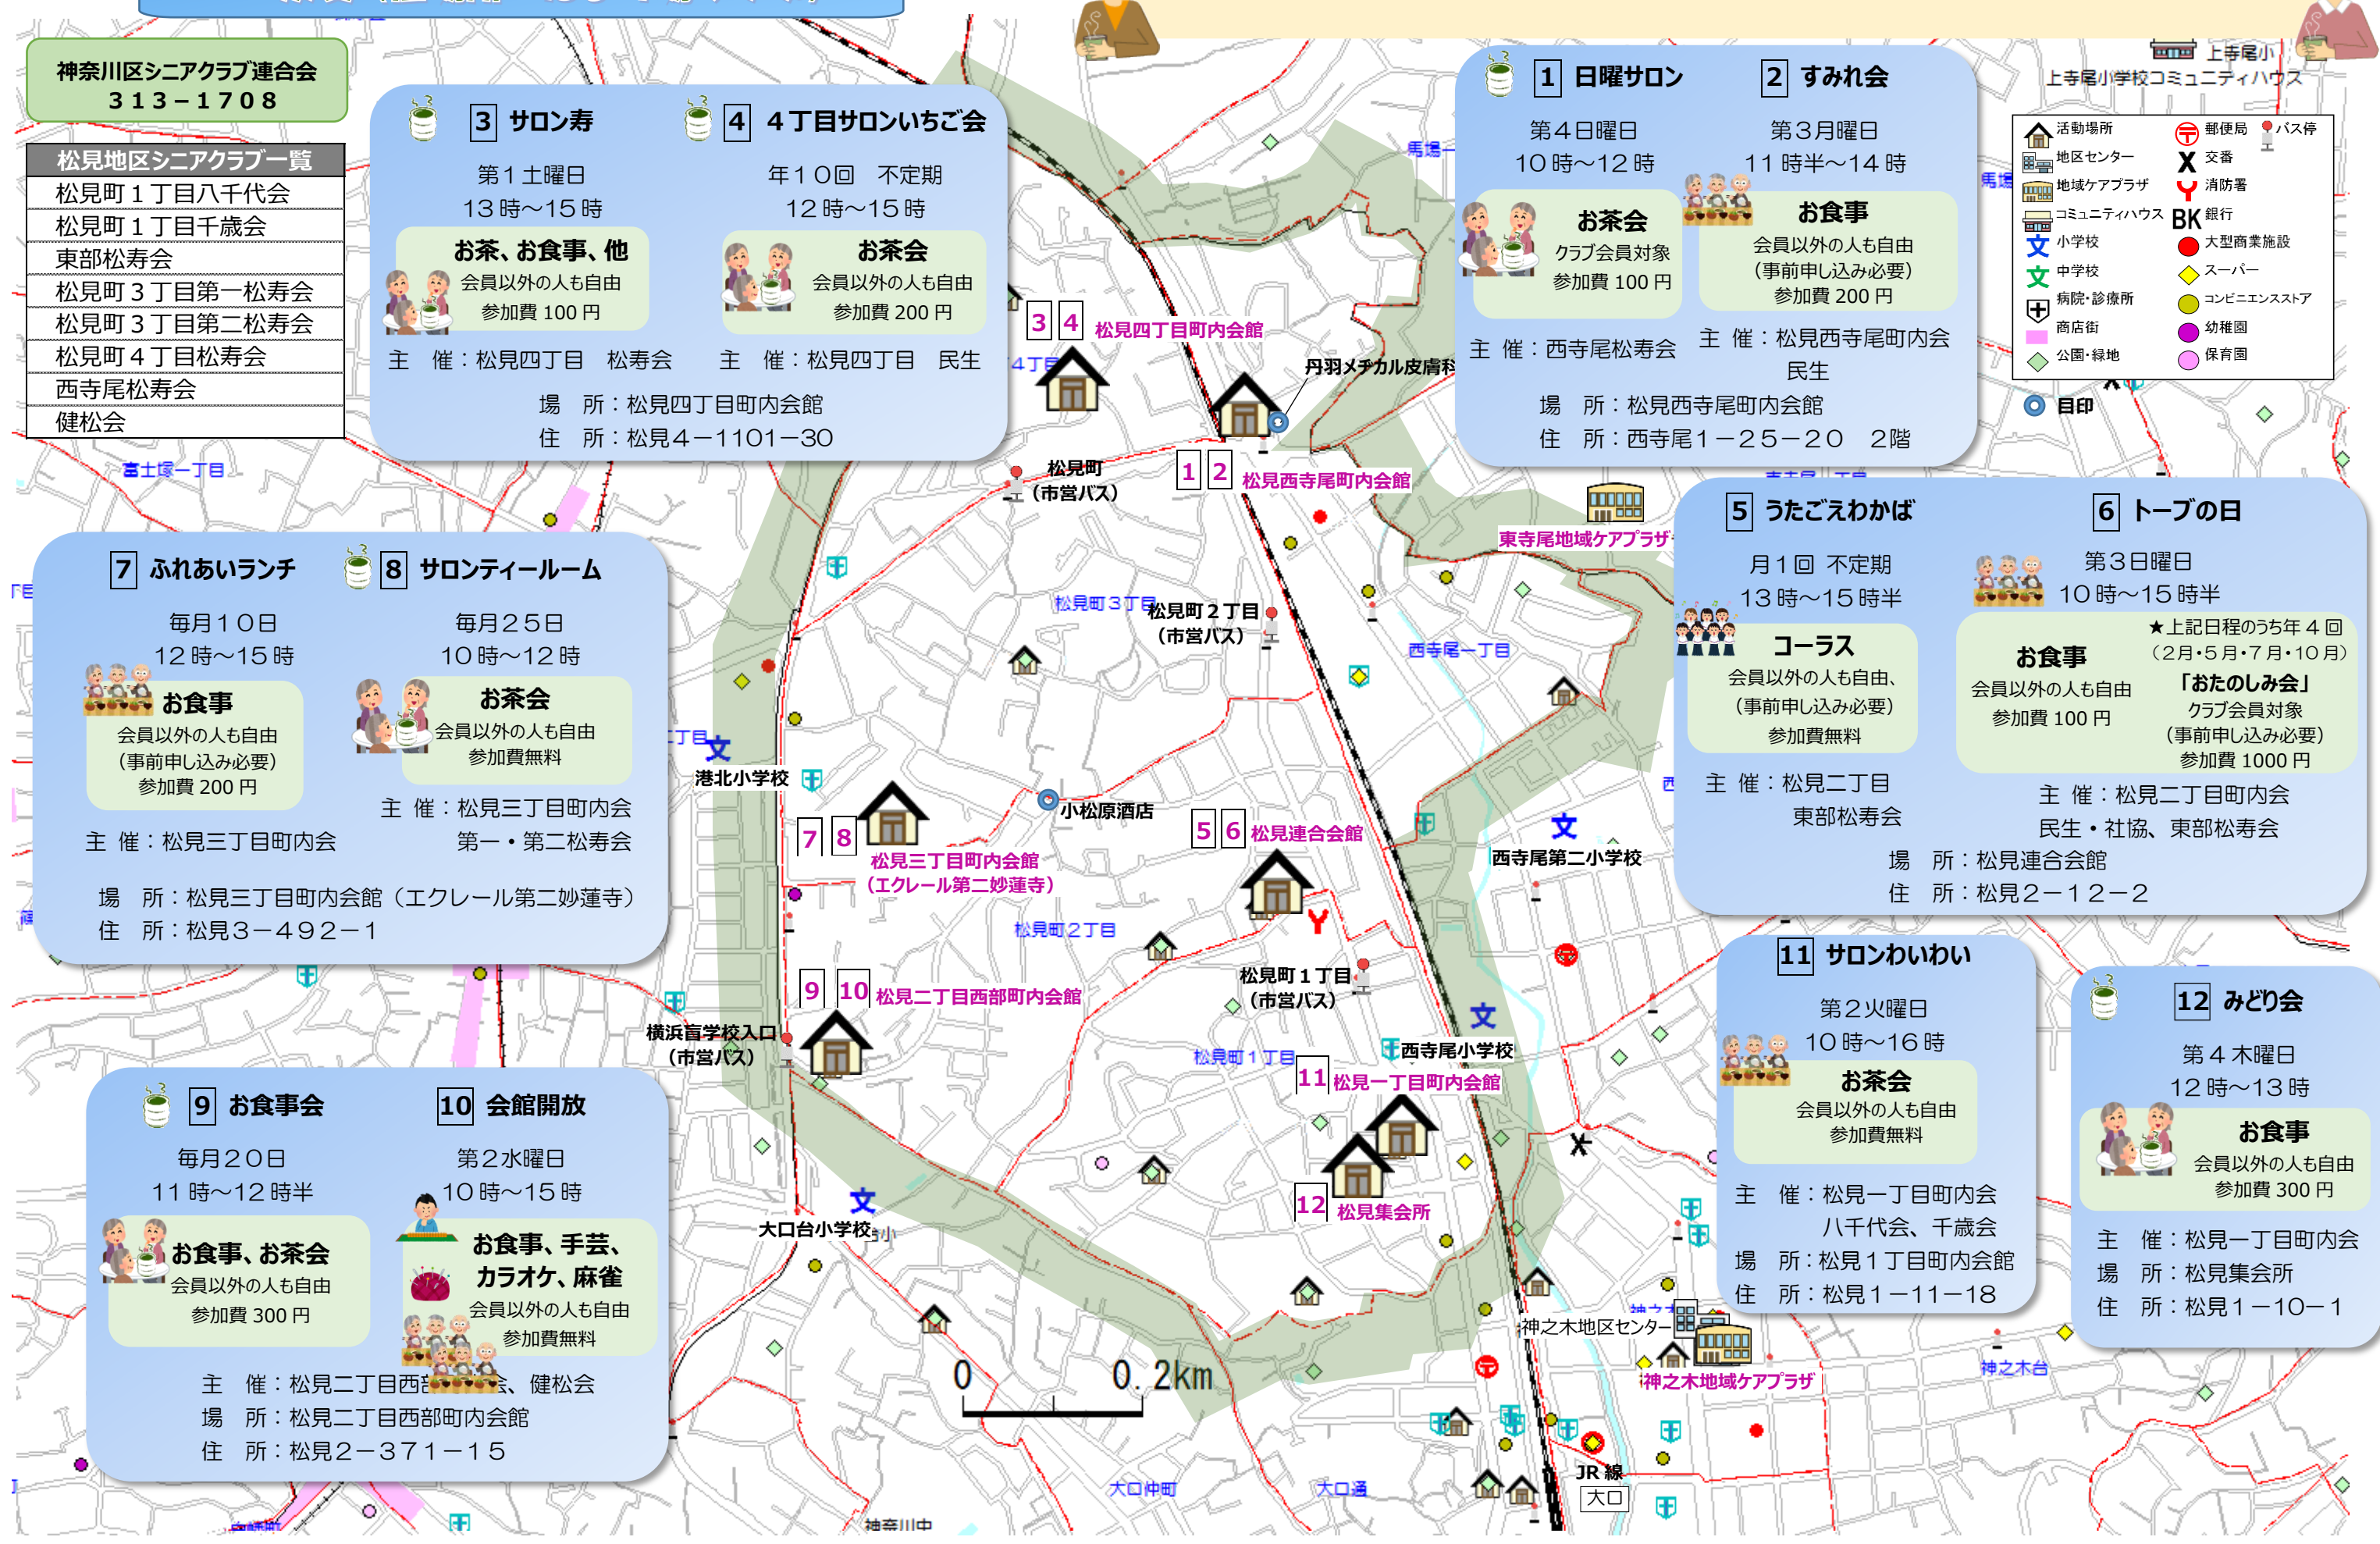 神奈川区シニアクラブ連合会
313-1708
松見地区シニアクラブ一覧
松見町1丁目八千代会
松見町1丁目千歳会
東部松寿会
松見町3丁目第一松寿会
松見町3丁目第二松寿会
松見町4丁目松寿会
西寺尾松寿会
健松会
3 サロン寿
第1土曜日
13時~15時
お茶、お食事、他
会員以外の人も自由
参加費100円
主 催:松見四丁目 松寿会
4 4丁目サロンいちご会
年10回 不定期
12時~15時
お茶会
会員以外の人も自由
参加費200円
主 催:松見四丁目 民生
場 所:松見四丁目町内会館
住 所:松見4-1101-30
1 日曜サロン
第4日曜日
10時~12時
お茶会
クラブ会員対象
参加費100円
主 催:西寺尾松寿会
2 すみれ会
第3月曜日
11時半~14時
お食事
会員以外の人も自由
(事前申し込み必要)
参加費200円
主 催:松見西寺尾町内会
民生
場 所:松見西寺尾町内会館
住 所:西寺尾1-25-20 2階
上寺尾小
上寺尾小学校コミュニティハウス
活動場所
地区センター
地域ケアプラザ
コミュニティハウス
小学校
中学校
病院・診療所
商店街
公園・緑地
郵便局
バス停
交番
消防署
BK 銀行
大型商業施設
スーパー
コンビニエンスストア
幼稚園
保育園
目印
5 うたごえわかば
月1回 不定期
13時~15時半
コーラス
会員以外の人も自由、
(事前申し込み必要)
参加費無料
主 催:松見二丁目
東部松寿会
6 トーブの日
第3日曜日
10時~15時半
お食事
会員以外の人も自由
参加費100円
★上記日程のうち年4回
(2月・5月・7月・10月)
「おたのしみ会」
クラブ会員対象
(事前申し込み必要)
参加費1000円
主 催:松見二丁目町内会
民生・社協、東部松寿会
場 所:松見連合会館
住 所:松見2-12-2
7 ふれあいランチ
毎月10日
12時~15時
お食事
会員以外の人も自由
(事前申し込み必要)
参加費200円
主 催:松見三丁目町内会
8 サロンティールーム
毎月25日
10時~12時
お茶会
会員以外の人も自由
参加費無料
主 催:松見三丁目町内会
第一・第二松寿会
場 所:松見三丁目町内会館(エクレール第二妙蓮寺)
住 所:松見3-492-1
9 お食事会
毎月20日
11時~12時半
お食事、お茶会
会員以外の人も自由
参加費300円
10 会館開放
第2水曜日
10時~15時
お食事、手芸、
カラオケ、麻雀
会員以外の人も自由
参加費無料
主 催:松見二丁目西部 会、健松会
場 所:松見二丁目西部町内会館
住 所:松見2-371-15
11 サロンわいわい
第2火曜日
10時~16時
お茶会
会員以外の人も自由
参加費無料
主 催:松見一丁目町内会
八千代会、千歳会
場 所:松見1丁目町内会館
住 所:松見1-11-18
12 みどり会
第4木曜日
12時~13時
お食事
会員以外の人も自由
参加費300円
主 催:松見一丁目町内会
場 所:松見集会所
住 所:松見1-10-1
3 4 松見四丁目町内会館
4丁目
丹羽メヂカル皮膚科
馬場一
馬場
富士塚一丁目
松見町
(市営バス)
1 2 松見西寺尾町内会館
東寺尾地域ケアプラザ
松見町3丁目
松見町2丁目
(市営バス)
西寺尾一丁目
文
港北小学校
小松原酒店
7 8
松見三丁目町内会館
(エクレール第二妙蓮寺)
5 6 松見連合会館
文
西寺尾第二小学校
松見町2丁目
9 10 松見二丁目西部町内会館
横浜盲学校入口
(市営バス)
松見町1丁目
(市営バス)
文
西寺尾小学校
松見町1丁目
11 松見一丁目町内会館
12 松見集会所
文
大口台小学校
0 0.2km
神之木地区センター
神之木地域ケアプラザ
神之木台
JR線
大口
大口仲町
大口通
神奈川中